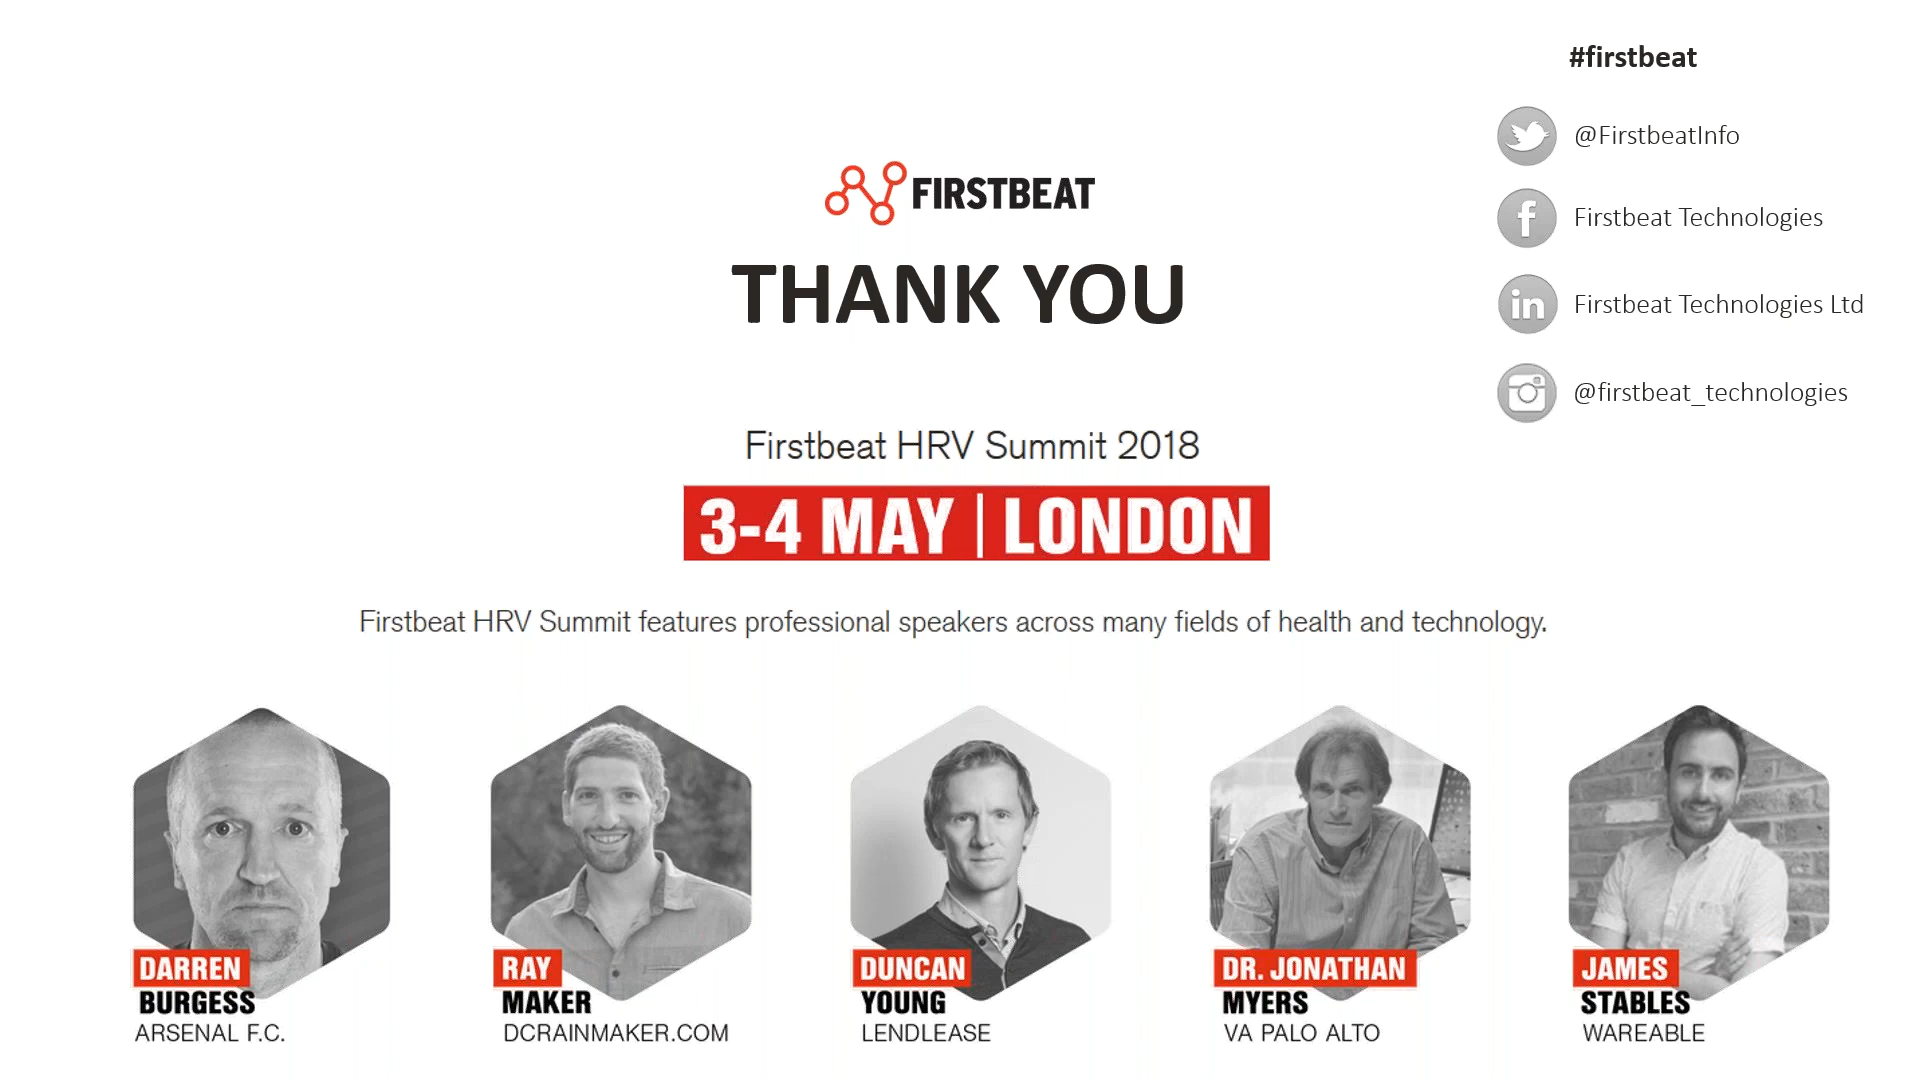 #firstbeat
@FirstbeatInfo
Firstbeat Technologies
Firstbeat Technologies Ltd
@firstbeat_technologies
FIRSTBEAT
THANK YOU
Firstbeat HRV Summit 2018
3-4 MAY | LONDON
Firstbeat HRV Summit features professional speakers across many fields of health and technology.
DARREN
BURGESS
ARSENAL F.C.
RAY
MAKER
DCRAINMAKER.COM
DUNCAN
YOUNG
LENDLEASE
DR. JONATHAN
MYERS
VA PALO ALTO
JAMES
STABLES
WAREABLE